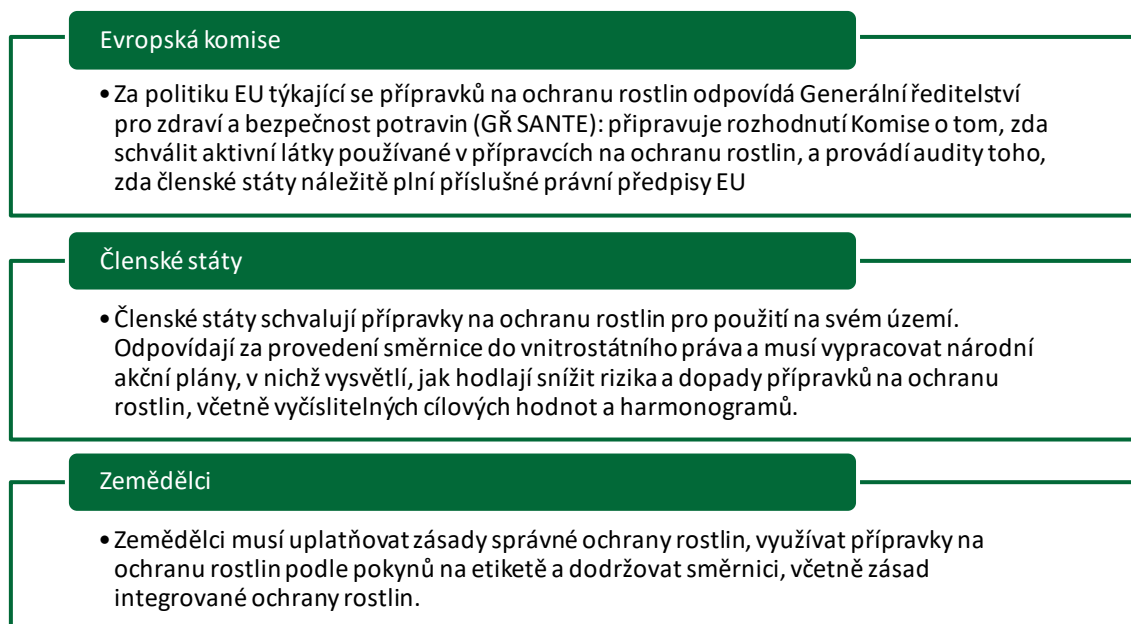 Evropská komise
• Za politiku EU týkající se přípravků na ochranu rostlin odpovídá Generální ředitelství
pro zdraví a bezpečnost potravin (GŘ SANTE): připravuje rozhodnutí Komise o tom, zda
schválit aktivní látky používané v přípravcích na ochranu rostlin, a provádí audity toho,
zda členské státy náležitě plní příslušné právní předpisy EU
Členské státy
• Členské státy schvalují přípravky na ochranu rostlin pro použití na svém území.
Odpovídají za provedení směrnice do vnitrostátního práva a musí vypracovat národní
akční plány, v nichž vysvětlí, jak hodlají snížit rizika a dopady přípravků na ochranu
rostlin, včetně vyčíslitelných cílových hodnot a harmonogramů.
Zemědělci
• Zemědělci musí uplatňovat zásady správné ochrany rostlin, využívat přípravky na
ochranu rostlin podle pokynů na etiketě a dodržovat směrnici, včetně zásad
integrované ochrany rostlin.